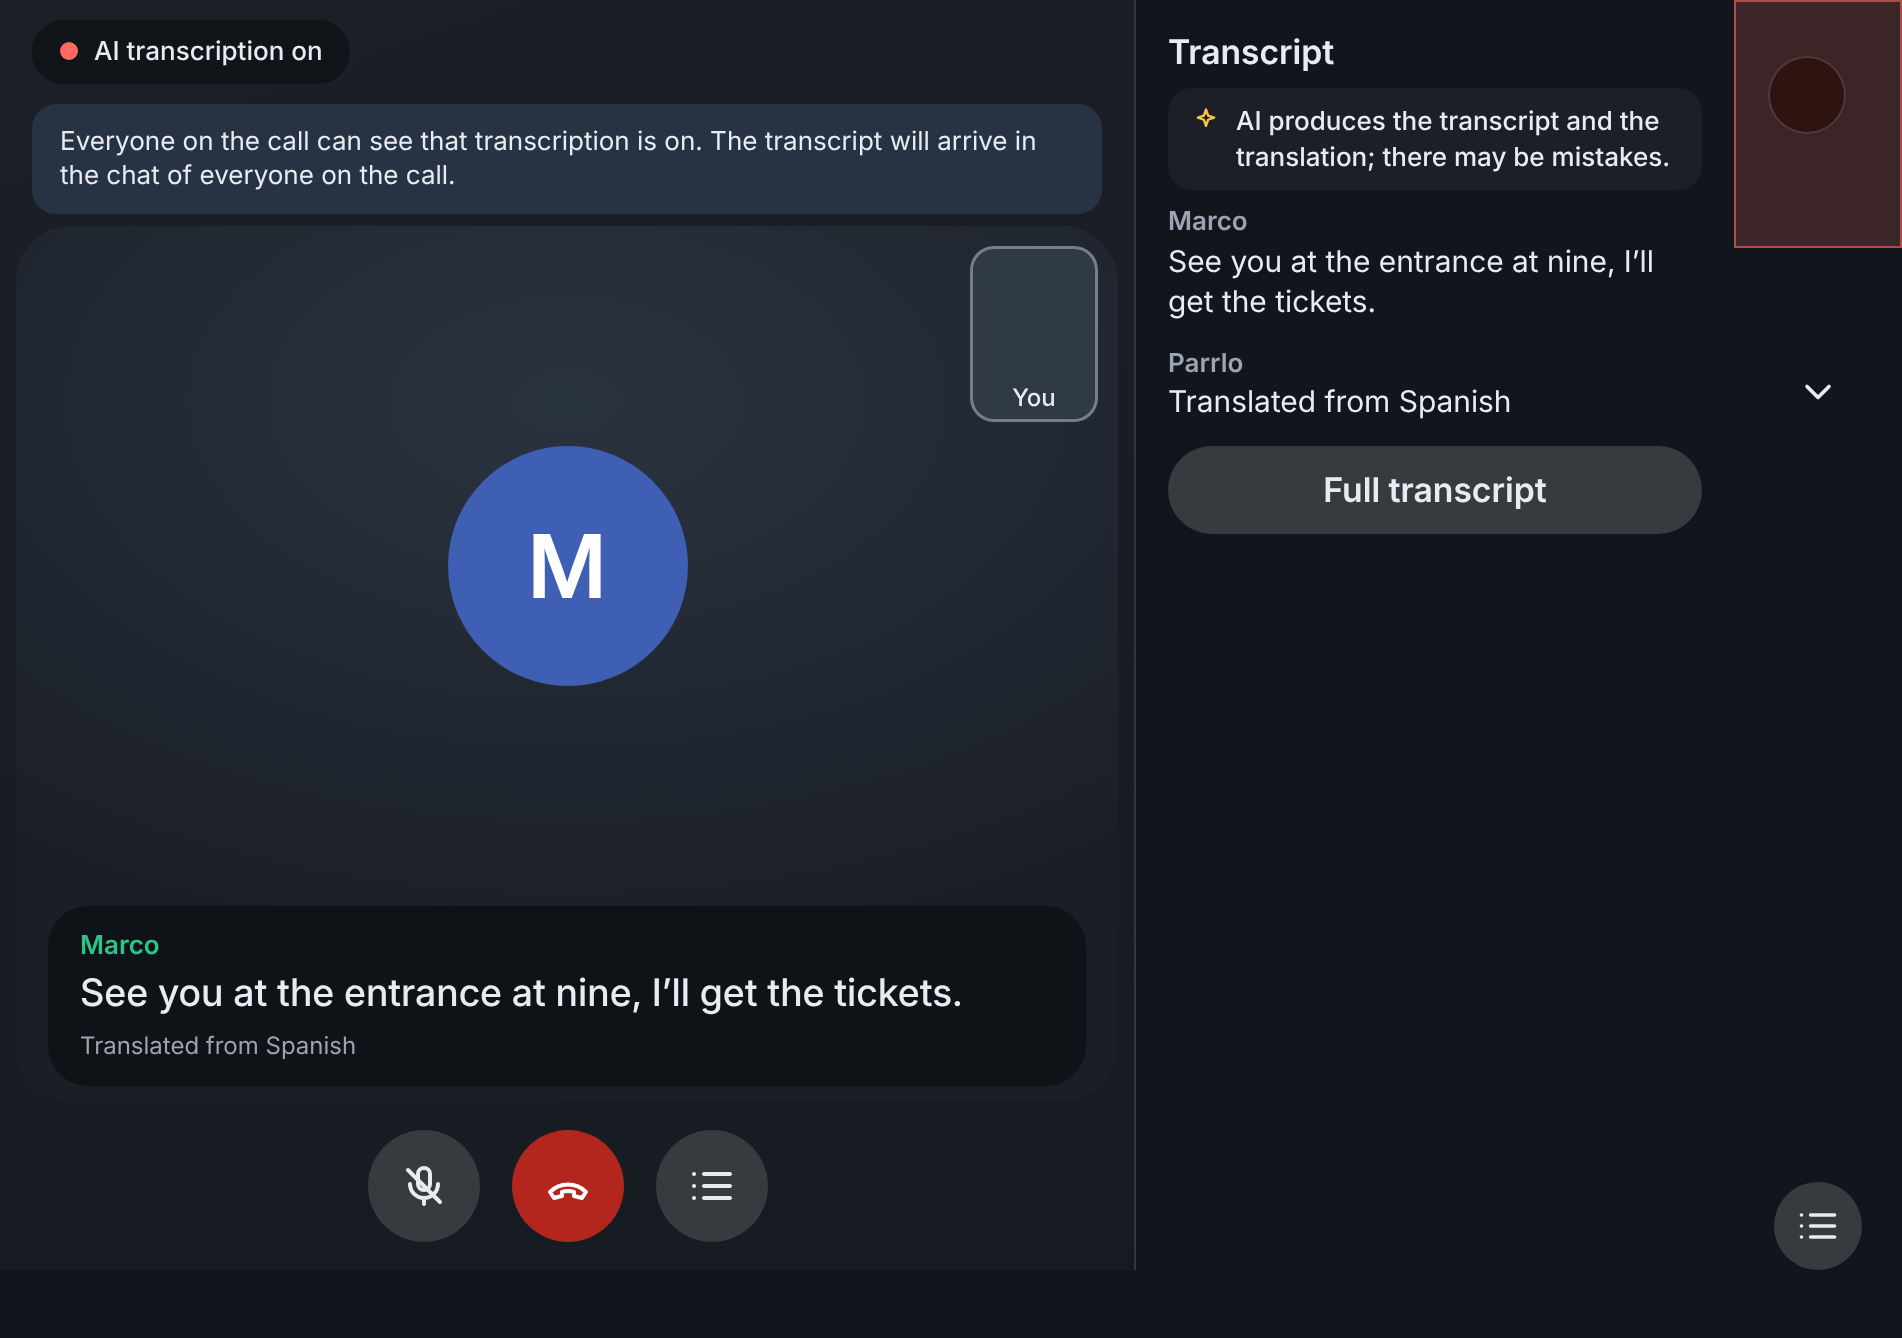 AI transcription on
Everyone on the call can see that transcription is on. The transcript will arrive in
the chat of everyone on the call.
You
M
Marco
See you at the entrance at nine, I’ll get the tickets.
Translated from Spanish
Transcript
AI produces the transcript and the
translation; there may be mistakes.
Marco
See you at the entrance at nine, I’ll
get the tickets.
Parrlo
Translated from Spanish
Full transcript